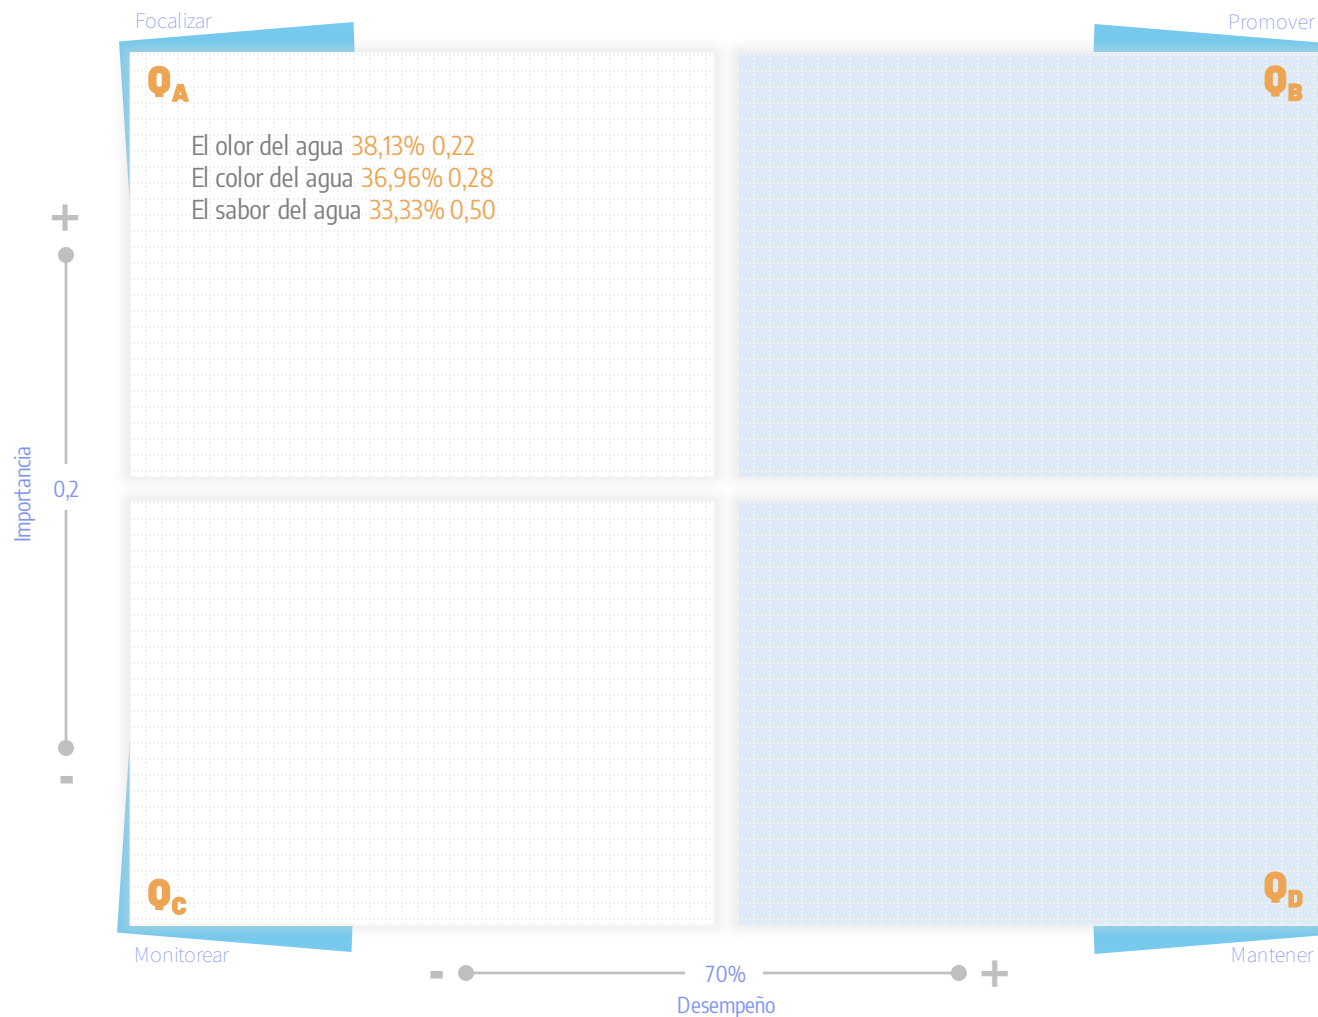 Focalizar
Promover
QA
QB
El olor del agua 38,13% 0,22
El color del agua 36,96% 0,28
El sabor del agua 33,33% 0,50
+
Importancia
0,2
-
QC
QD
Monitorear
Mantener
- 70% +
Desempeño